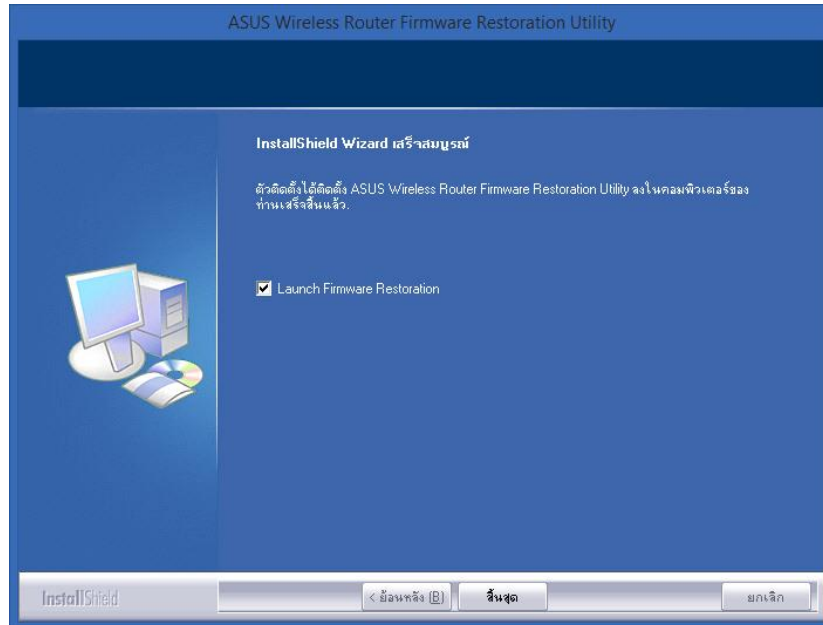 ASUS Wireless Router Firmware Restoration Utility
InstallShield Wizard เสร็จสมบูรณ์
ตัวติดตั้งได้ติดตั้ง ASUS Wireless Router Firmware Restoration Utility ลงในคอมพิวเตอร์ของ
ท่านเสร็จสิ้นแล้ว.
Launch Firmware Restoration
InstallShield
< ย้อนหลัง (B)
สิ้นสุด
ยกเลิก